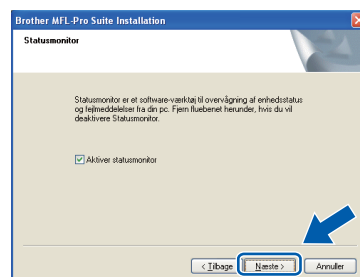 Brother MFL-Pro Suite Installation
Statusmonitor
Statusmonitor er et software-værktøj til overvågning af enhedsstatus
og fejlmeddelelser fra din pc. Fjern fluebenet herunder, hvis du vil
deaktivere Statusmonitor.
Aktiver statusmonitor
< Tilbage
Næste >
Annuller